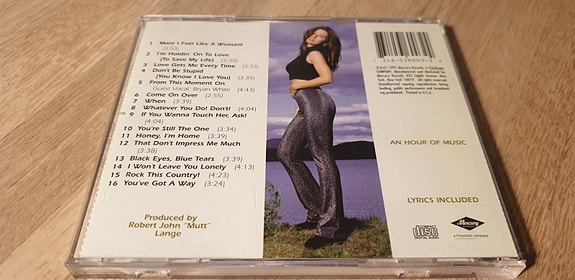 1 Man! I Feel Like A Woman!
(3:53)
2 I'm Holdin' On To Love
(To Save My Life) (3:30)
3 Love Gets Me Every Time (3:33)
4 Don't Be Stupid
(You Know I Love You) (3:35)
5 From This Moment On
Guest Vocal: Bryan White (4:43)
6 Come On Over (2:55)
7 When (3:39)
8 Whatever You Do! Don't! (4:04)
9 If You Wanna Touch Her, Ask!
(4:04)
10 You're Still The One (3:34)
11 Honey, I'm Home (3:39)
12 That Don't Impress Me Much
(3:38)
13 Black Eyes, Blue Tears (3:39)
14 I Won't Leave You Lonely (4:13)
15 Rock This Country! (4:23)
16 You've Got A Way (3:24)
Produced by
Robert John "Mutt"
Lange
AN HOUR OF MUSIC
LYRICS INCLUDED
COMPACT
disc
DIGITAL AUDIO
Mercury
a PolyGram company